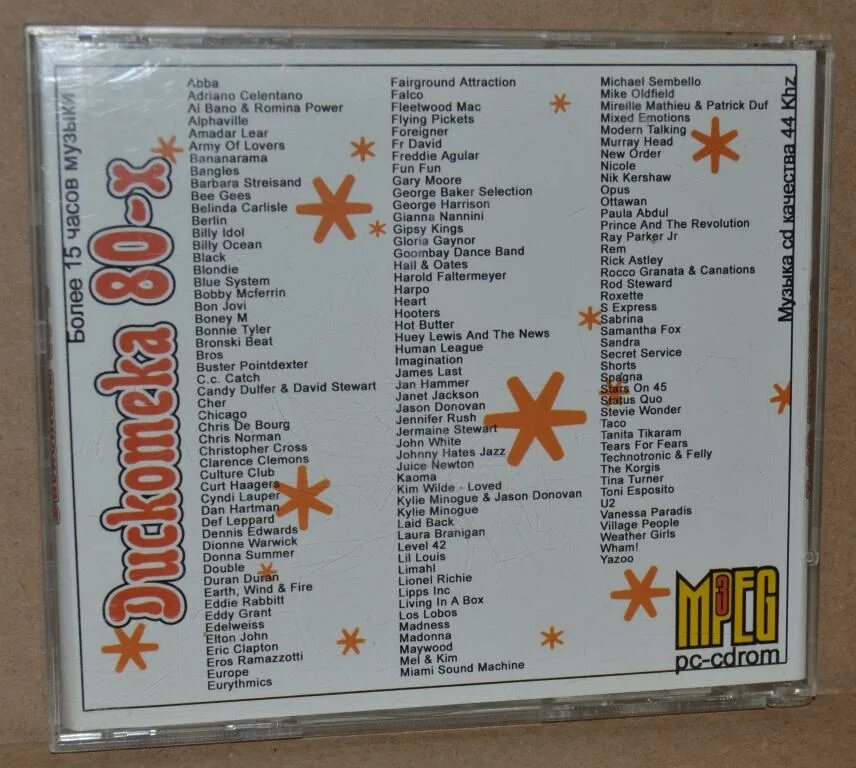 Более 15 часов музыки
Дискотека 80-х
Abba
Adriano Celentano
Al Bano & Romina Power
Alphaville
Amadar Lear
Army Of Lovers
Bananarama
Bangles
Barbara Streisand
Bee Gees
Belinda Carlisle
Berlin
Billy Idol
Billy Ocean
Black
Blondie
Blue System
Bobby Mcferrin
Bon Jovi
Boney M
Bonnie Tyler
Bronski Beat
Bros
Buster Pointdexter
C.c. Catch
Candy Dulfer & David Stewart
Cher
Chicago
Chris De Bourg
Chris Norman
Christopher Cross
Clarence Clemons
Culture Club
Curt Haagers
Cyndi Lauper
Dan Hartman
Def Leppard
Dennis Edwards
Dionne Warwick
Donna Summer
Double
Duran Duran
Earth, Wind & Fire
Eddie Rabbitt
Eddy Grant
Edelweiss
Elton John
Eric Clapton
Eros Ramazzotti
Europe
Eurythmics
Fairground Attraction
Falco
Fleetwood Mac
Flying Pickets
Foreigner
Fr David
Freddie Agular
Fun Fun
Gary Moore
George Baker Selection
George Harrison
Gianna Nannini
Gipsy Kings
Gloria Gaynor
Goombay Dance Band
Hall & Oates
Harold Faltermeyer
Harpo
Heart
Hooters
Hot Butter
Huey Lewis And The News
Human League
Imagination
James Last
Jan Hammer
Janet Jackson
Jason Donovan
Jennifer Rush
Jermaine Stewart
John White
Johnny Hates Jazz
Juice Newton
Kaoma
Kim Wilde - Loved
Kylie Minogue & Jason Donovan
Kylie Minogue
Laid Back
Laura Branigan
Level 42
Lil Louis
Limahl
Lionel Richie
Lipps Inc
Living In A Box
Los Lobos
Madness
Madonna
Maywood
Mel & Kim
Miami Sound Machine
Michael Sembello
Mike Oldfield
Mireille Mathieu & Patrick Duf
Mixed Emotions
Modern Talking
Murray Head
New Order
Nicole
Nik Kershaw
Opus
Ottawan
Paula Abdul
Prince And The Revolution
Ray Parker Jr
Rem
Rick Astley
Rocco Granata & Canations
Rod Steward
Roxette
S Express
Sabrina
Samantha Fox
Sandra
Secret Service
Shorts
Spagna
Stars On 45
Status Quo
Stevie Wonder
Taco
Tanita Tikaram
Tears For Fears
Technotronic & Felly
The Korgis
Tina Turner
Toni Esposito
U2
Vanessa Paradis
Village People
Weather Girls
Wham!
Yazoo
Музыка cd качества 44 Khz
MP3EG
pc-cdrom